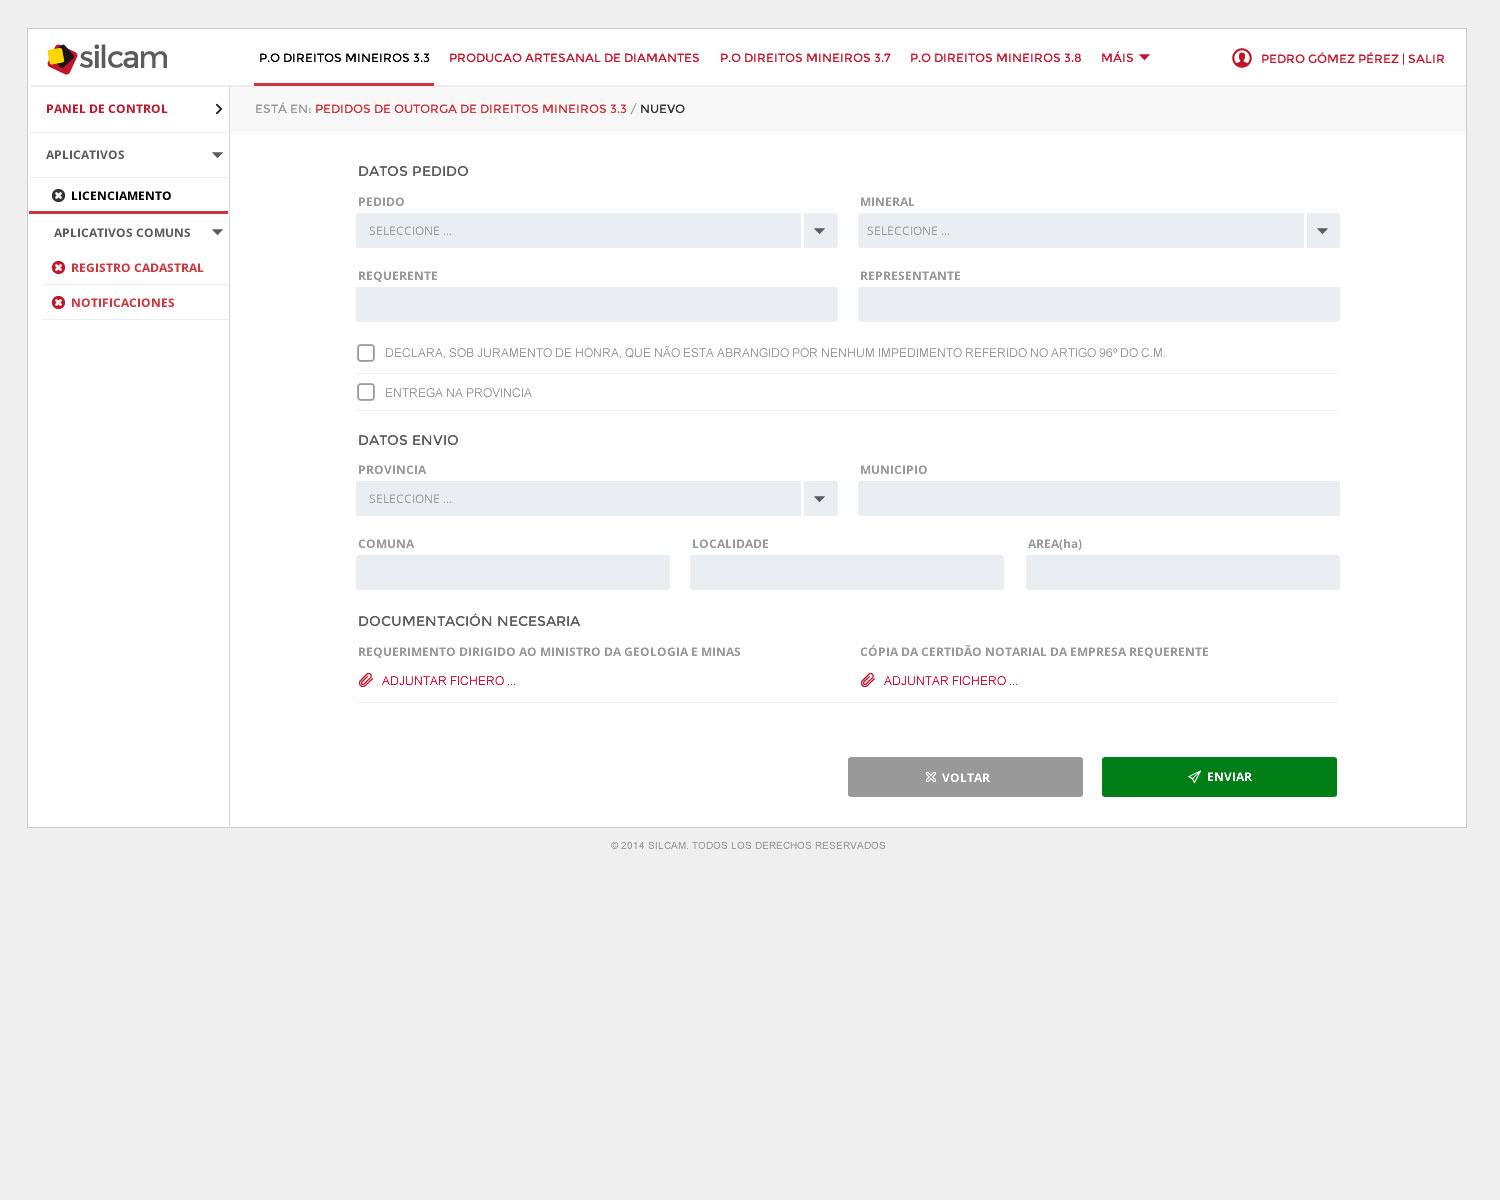 silcam
P.O DIREITOS MINEIROS 3.3 PRODUCAO ARTESANAL DE DIAMANTES P.O DIREITOS MINEIROS 3.7 P.O DIREITOS MINEIROS 3.8 MÁIS PEDRO GÓMEZ PÉREZ | SALIR
PANEL DE CONTROL
APLICATIVOS
LICENCIAMENTO
APLICATIVOS COMUNS
REGISTRO CADASTRAL
NOTIFICACIONES
ESTÁ EN: PEDIDOS DE OUTORGA DE DIREITOS MINEIROS 3.3 / NUEVO
DATOS PEDIDO
PEDIDO MINERAL
SELECCIONE ... SELECCIONE ...
REQUERENTE REPRESENTANTE
DECLARA, SOB JURAMENTO DE HONRA, QUE NÃO ESTA ABRANGIDO POR NENHUM IMPEDIMENTO REFERIDO NO ARTIGO 96º DO C.M.
ENTREGA NA PROVINCIA
DATOS ENVIO
PROVINCIA MUNICIPIO
SELECCIONE ...
COMUNA LOCALIDADE AREA(ha)
DOCUMENTACIÓN NECESARIA
REQUERIMENTO DIRIGIDO AO MINISTRO DA GEOLOGIA E MINAS CÓPIA DA CERTIDÃO NOTARIAL DA EMPRESA REQUERENTE
ADJUNTAR FICHERO ... ADJUNTAR FICHERO ...
VOLTAR ENVIAR
© 2014 SILCAM. TODOS LOS DERECHOS RESERVADOS